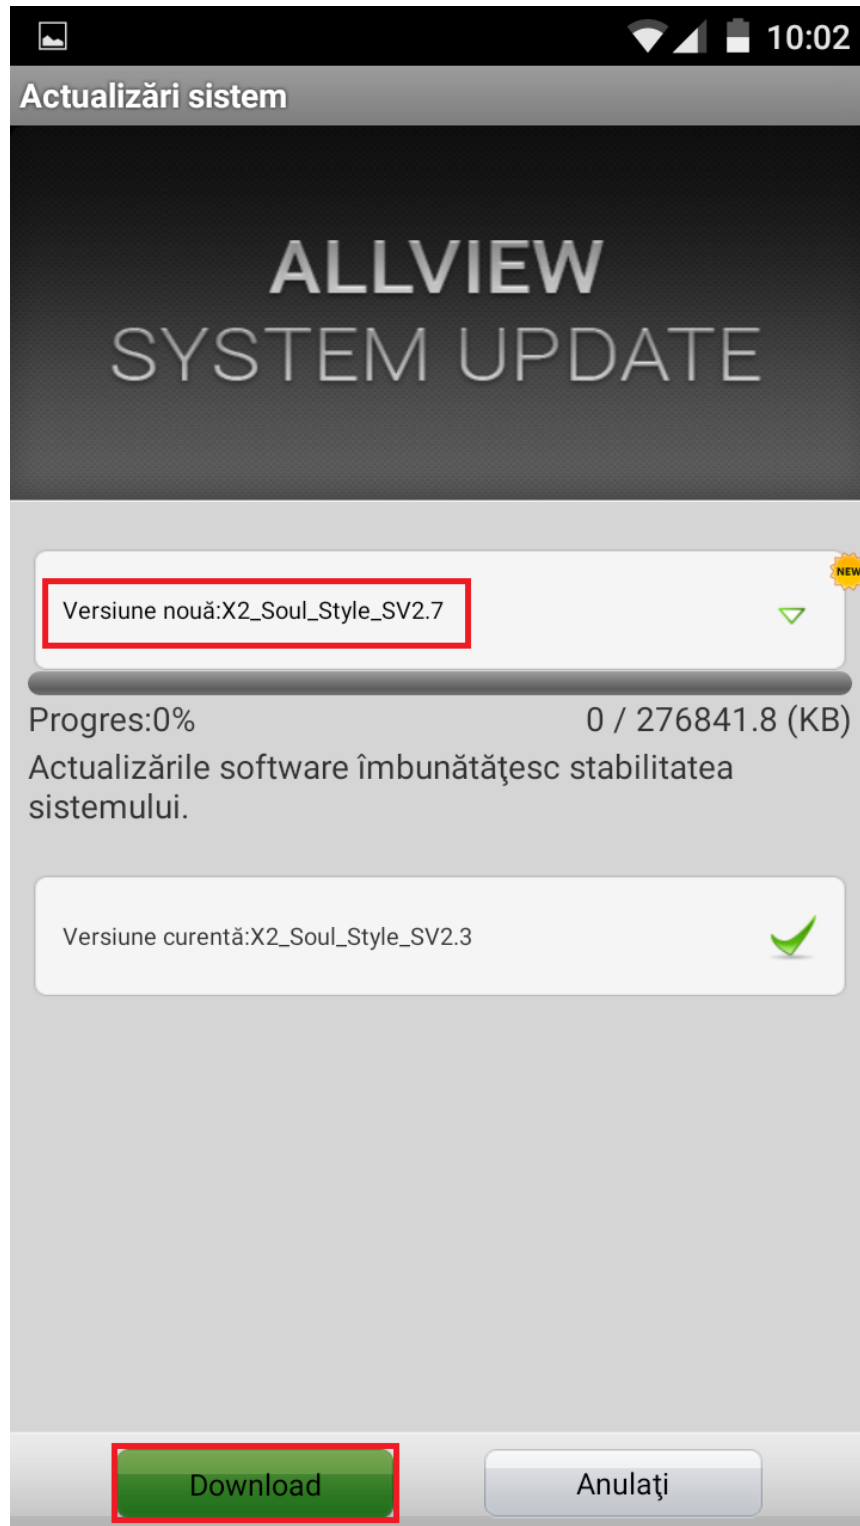 10:02
Actualizări sistem
ALLVIEW
SYSTEM UPDATE
NEW
Versiune nouă:X2_Soul_Style_SV2.7
Progres:0% 0 / 276841.8 (KB)
Actualizările software îmbunătăţesc stabilitatea
sistemului.
Versiune curentă:X2_Soul_Style_SV2.3
Download Anulaţi